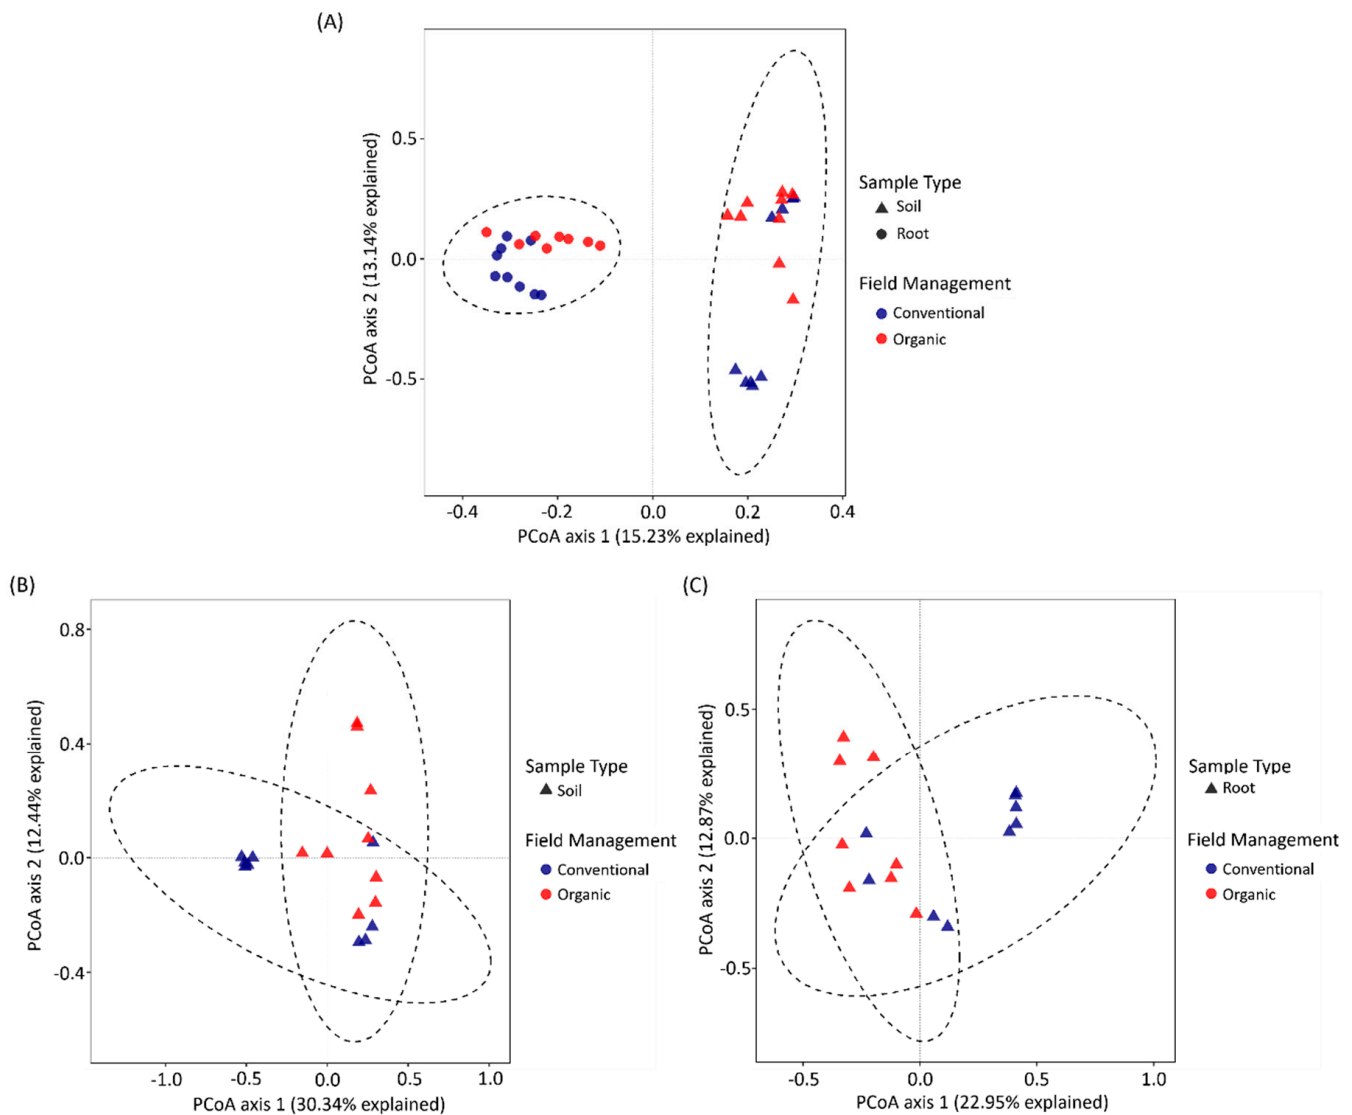 (A)
0.5
0.0
-0.5
PCoA axis 2 (13.14% explained)
-0.4
-0.2
0.0
0.2
0.4
PCoA axis 1 (15.23% explained)
Sample Type
Soil
Root
Field Management
Conventional
Organic
(B)
0.8
0.4
0.0
-0.4
PCoA axis 2 (12.44% explained)
-1.0
-0.5
0.0
0.5
1.0
PCoA axis 1 (30.34% explained)
Sample Type
Soil
Field Management
Conventional
Organic
(C)
0.5
0.0
-0.5
PCoA axis 2 (12.87% explained)
-0.5
0.0
0.5
1.0
PCoA axis 1 (22.95% explained)
Sample Type
Root
Field Management
Conventional
Organic